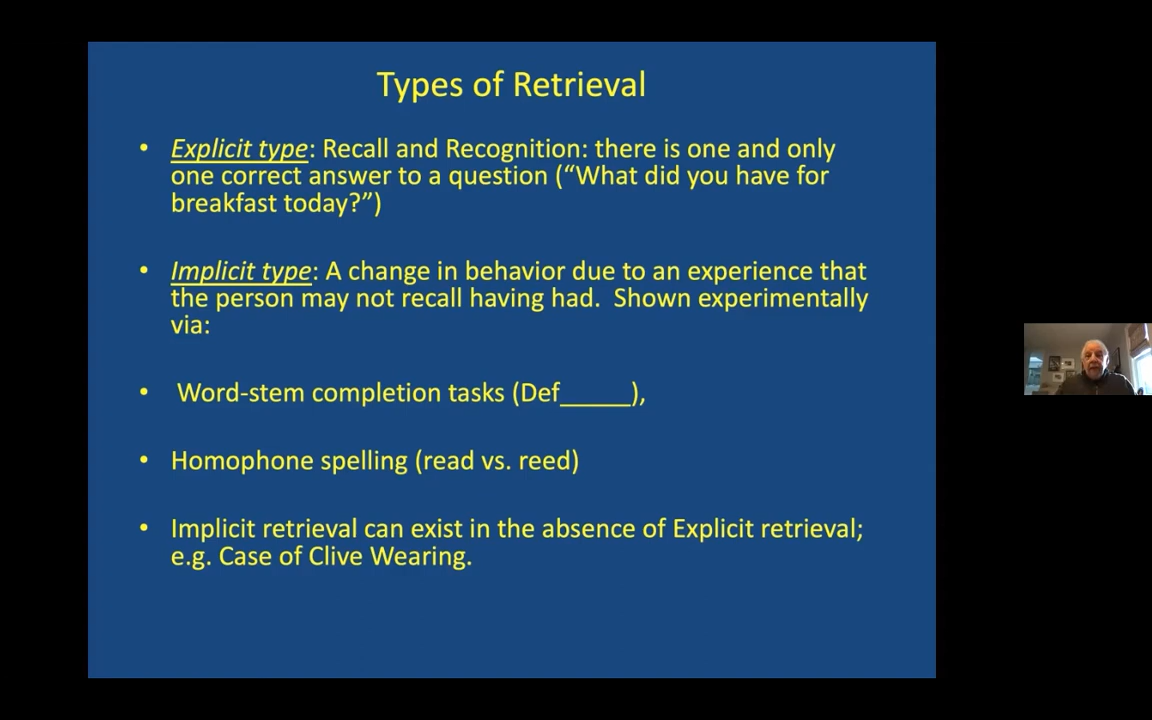 Types of Retrieval
• Explicit type: Recall and Recognition: there is one and only
one correct answer to a question (“What did you have for
breakfast today?”)
• Implicit type: A change in behavior due to an experience that
the person may not recall having had.  Shown experimentally
via:
• Word-stem completion tasks (Def_____),
• Homophone spelling (read vs. reed)
• Implicit retrieval can exist in the absence of Explicit retrieval;
e.g. Case of Clive Wearing.